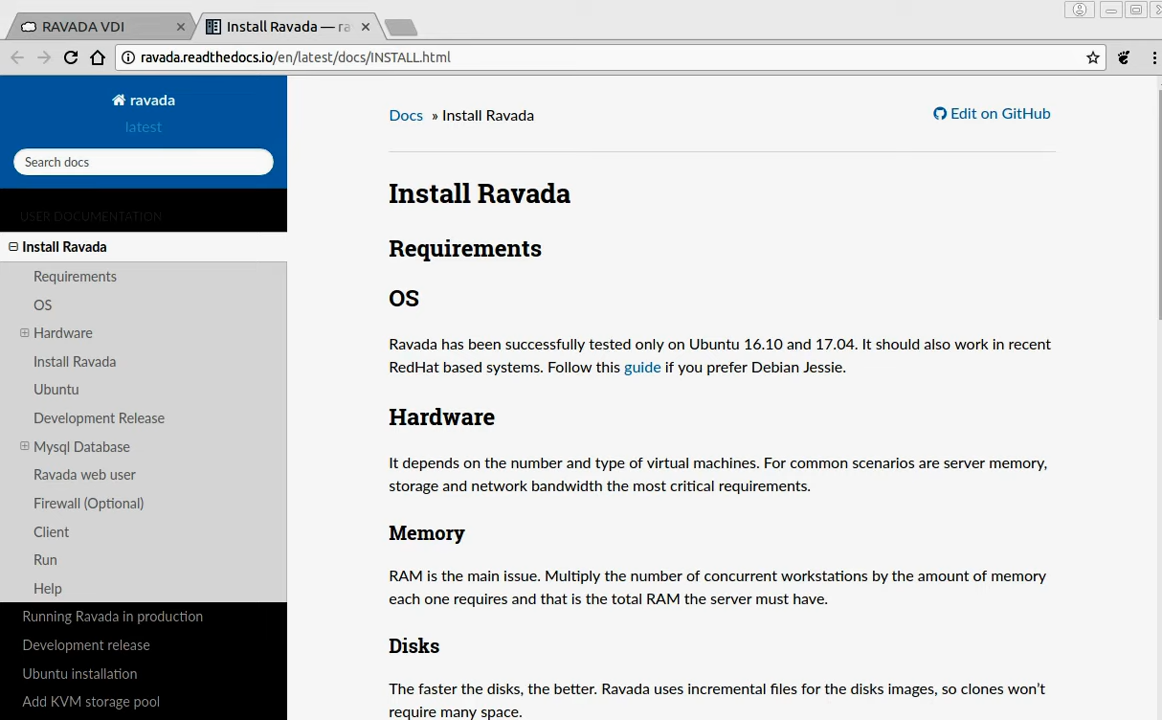 RAVADA VDI
Install Ravada — ra
ravada.readthedocs.io/en/latest/docs/INSTALL.html
ravada
latest
Search docs
USER DOCUMENTATION
Install Ravada
Requirements
OS
Hardware
Install Ravada
Ubuntu
Development Release
Mysql Database
Ravada web user
Firewall (Optional)
Client
Run
Help
Running Ravada in production
Development release
Ubuntu installation
Add KVM storage pool
Docs » Install Ravada
Edit on GitHub
Install Ravada
Requirements
OS
Ravada has been successfully tested only on Ubuntu 16.10 and 17.04. It should also work in recent
RedHat based systems. Follow this guide if you prefer Debian Jessie.
Hardware
It depends on the number and type of virtual machines. For common scenarios are server memory,
storage and network bandwidth the most critical requirements.
Memory
RAM is the main issue. Multiply the number of concurrent workstations by the amount of memory
each one requires and that is the total RAM the server must have.
Disks
The faster the disks, the better. Ravada uses incremental files for the disks images, so clones won't
require many space.